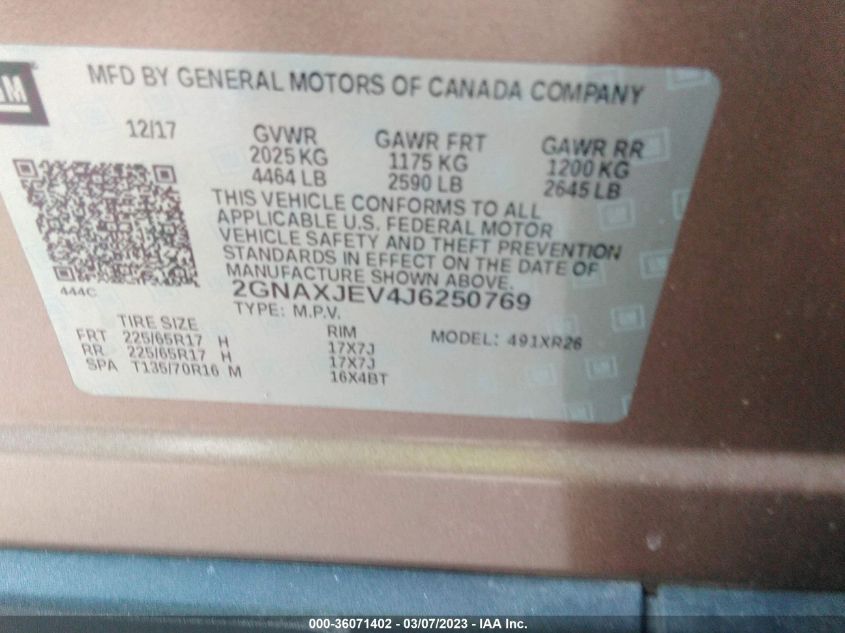 GM
MFD BY GENERAL MOTORS OF CANADA COMPANY
12/17
GVWR
2025 KG
4464 LB
GAWR FRT
1175 KG
2590 LB
GAWR RR
1200 KG
2645 LB
THIS VEHICLE CONFORMS TO ALL
APPLICABLE U.S. FEDERAL MOTOR
VEHICLE SAFETY AND THEFT PREVENTION
STANDARDS IN EFFECT ON THE DATE OF
MANUFACTURE SHOWN ABOVE.
444C
2GNAXJEV4J6250769
TYPE: M.P.V.
TIRE SIZE RIM MODEL: 491XR26
FRT 225/65R17 H 17X7J
RR 225/65R17 H 17X7J
SPA T135/70R16 M 16X4BT
000-36071402 — 03/07/2023 — IAA Inc.